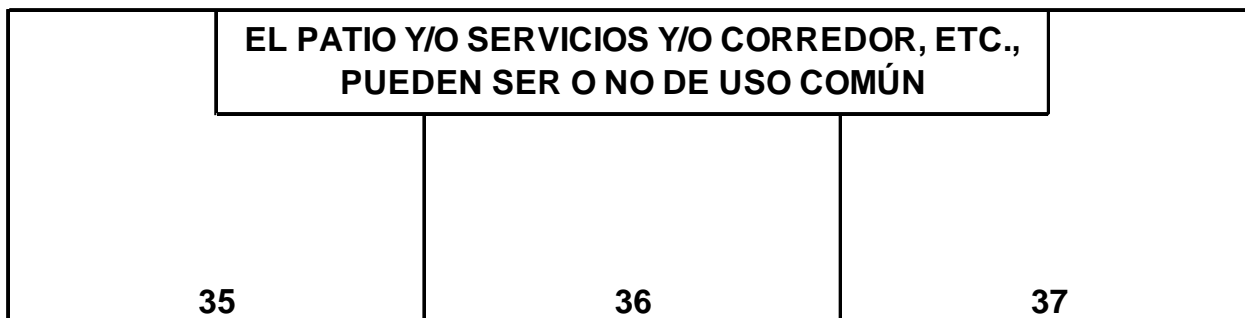 EL PATIO Y/O SERVICIOS Y/O CORREDOR, ETC.,
PUEDEN SER O NO DE USO COMÚN
35 36 37